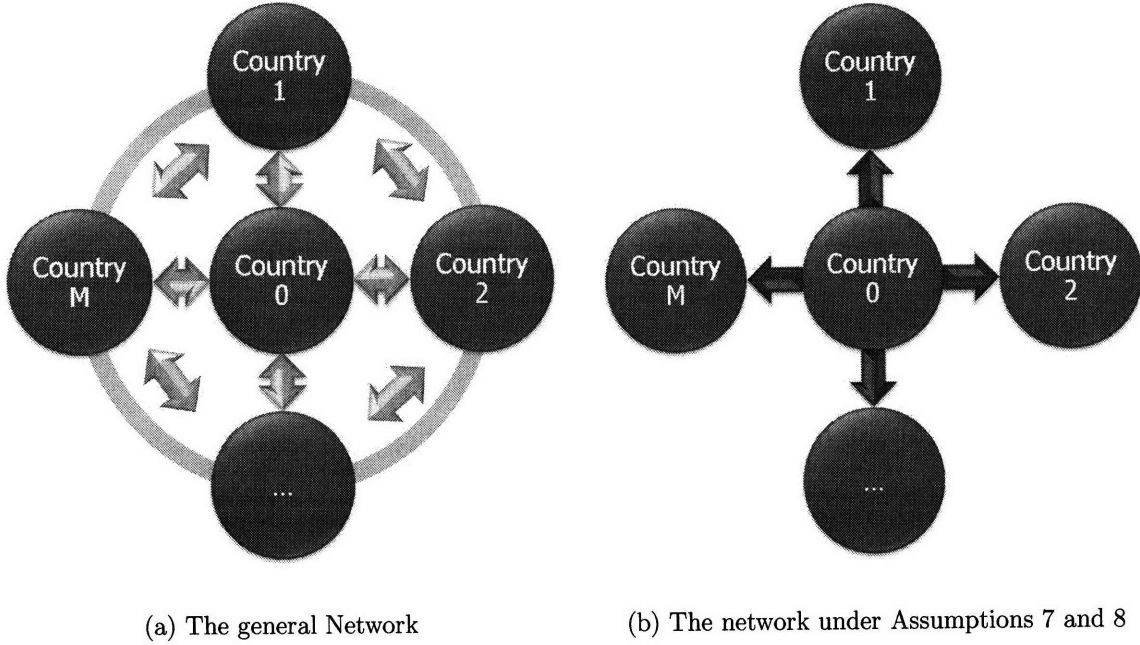 Country
1
Country
M
Country
0
Country
2
...
(a) The general Network
Country
1
Country
M
Country
0
Country
2
...
(b) The network under Assumptions 7 and 8